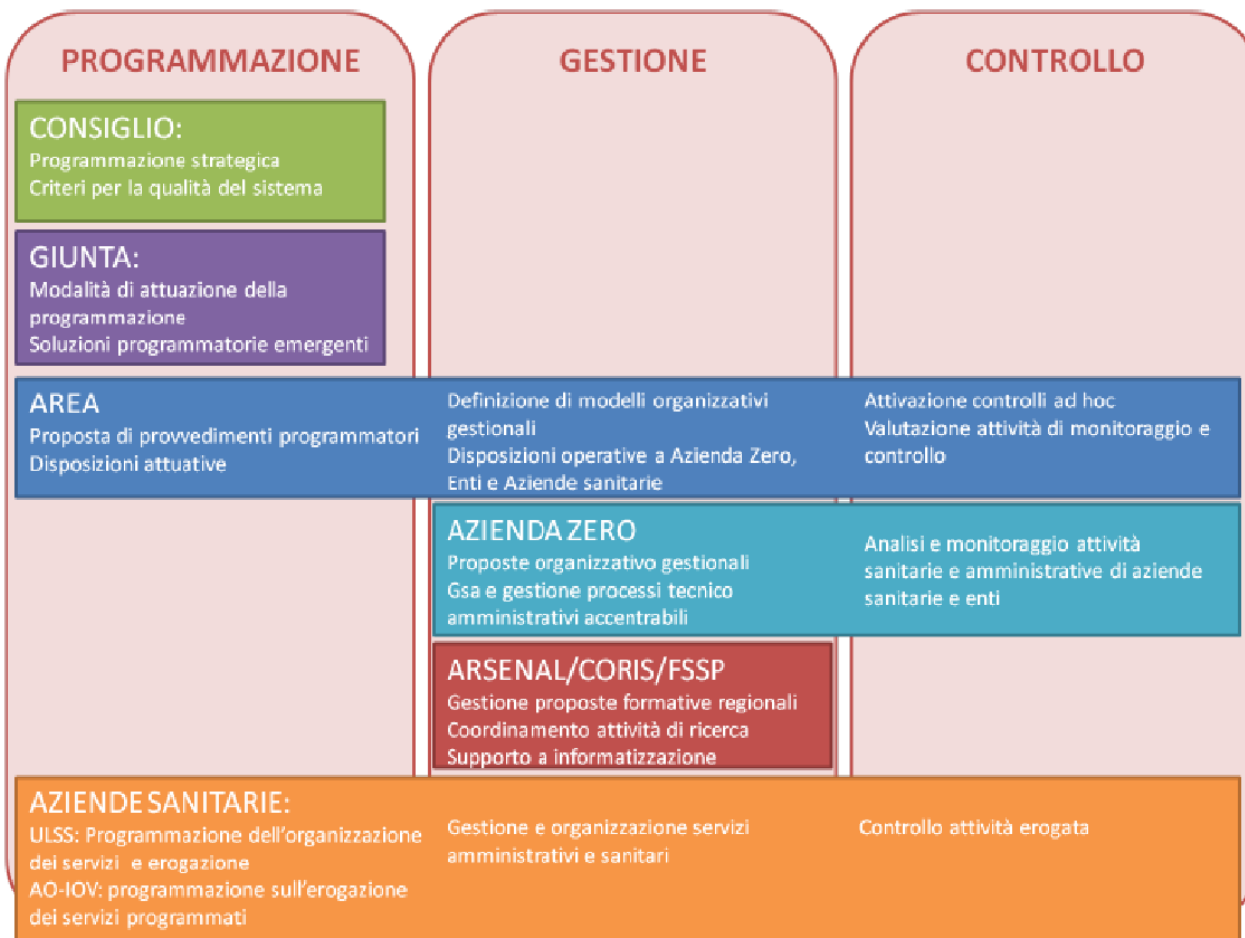 PROGRAMMAZIONE
GESTIONE
CONTROLLO
CONSIGLIO:
Programmazione strategica
Criteri per la qualità del sistema
GIUNTA:
Modalità di attuazione della
programmazione
Soluzioni programmatorie emergenti
AREA
Proposta di provvedimenti programmatori
Disposizioni attuative
Definizione di modelli organizzativi
gestionali
Disposizioni operative a Azienda Zero,
Enti e Aziende sanitarie
Attivazione controlli ad hoc
Valutazione attività di monitoraggio e
controllo
AZIENDA ZERO
Proposte organizzativo gestionali
Gsa e gestione processi tecnico
amministrativi accentrabili
Analisi e monitoraggio attività
sanitarie e amministrative di aziende
sanitarie e enti
ARSENAL/CORIS/FSSP
Gestione proposte formative regionali
Coordinamento attività di ricerca
Supporto a informatizzazione
AZIENDE SANITARIE:
ULSS: Programmazione dell'organizzazione
dei servizi e erogazione
AO-IOV: programmazione sull'erogazione
dei servizi programmati
Gestione e organizzazione servizi
amministrativi e sanitari
Controllo attività erogata